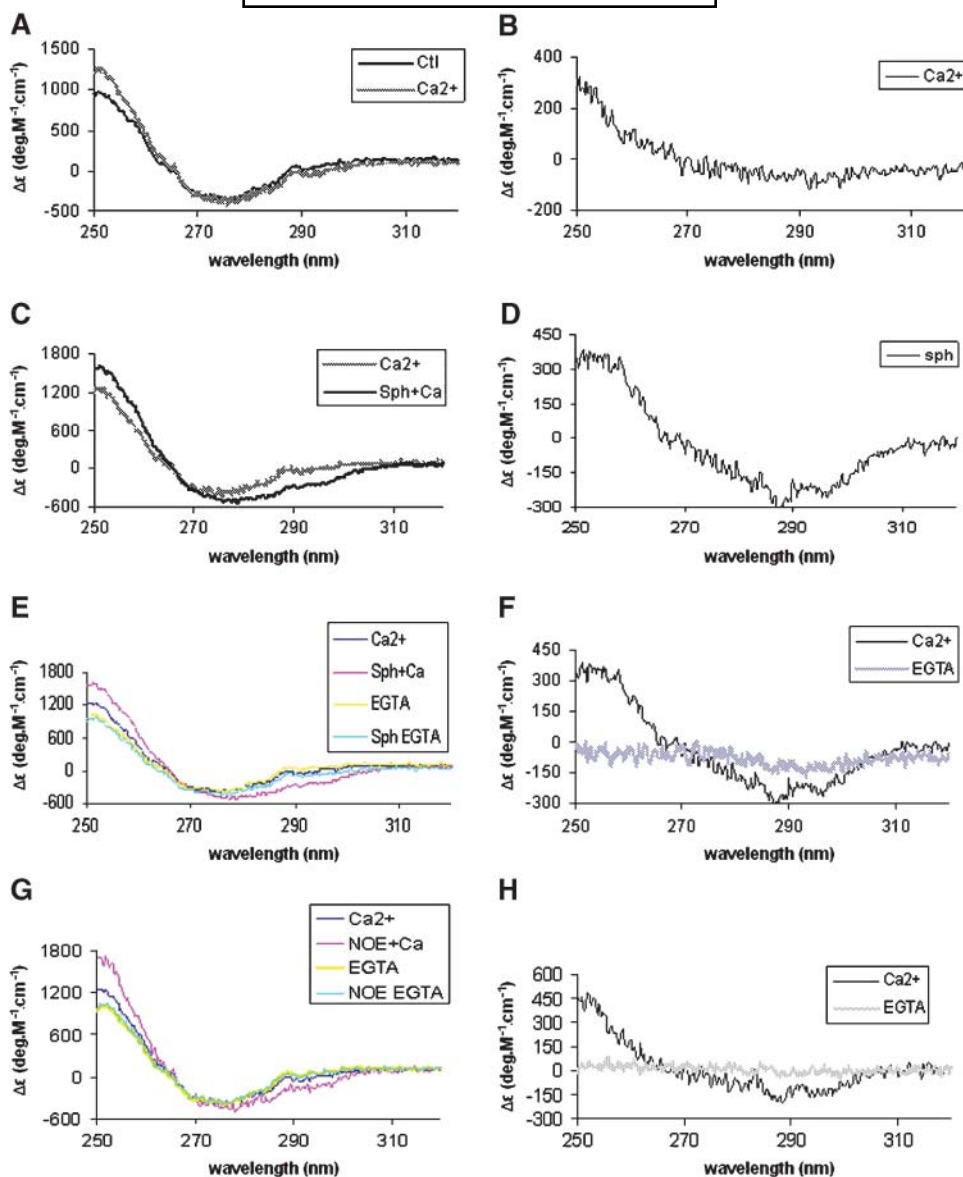 A
1500
1000
500
0
-500
250
270
290
310
Δε (deg.M⁻¹.cm⁻¹)
wavelength (nm)
Ctl
Ca2+
B
400
200
0
-200
250
270
290
310
Δε (deg.M⁻¹.cm⁻¹)
wavelength (nm)
Ca2+
C
1800
1200
600
0
-600
250
270
290
310
Δε (deg.M⁻¹.cm⁻¹)
wavelength (nm)
Ca2+
Sph+Ca
D
450
300
150
0
-150
-300
250
270
290
310
Δε (deg.M⁻¹.cm⁻¹)
wavelength (nm)
sph
E
1800
1200
600
0
-600
250
270
290
310
Δε (deg.M⁻¹.cm⁻¹)
wavelength (nm)
Ca2+
Sph+Ca
EGTA
Sph EGTA
F
450
300
150
0
-150
-300
250
270
290
310
Δε (deg.M⁻¹.cm⁻¹)
wavelength (nm)
Ca2+
EGTA
G
1800
1200
600
0
-600
250
270
290
310
Δε (deg.M⁻¹.cm⁻¹)
wavelength (nm)
Ca2+
NOE+Ca
EGTA
NOE EGTA
H
600
450
300
150
0
-150
-300
250
270
290
310
Δε (deg.M⁻¹.cm⁻¹)
wavelength (nm)
Ca2+
EGTA